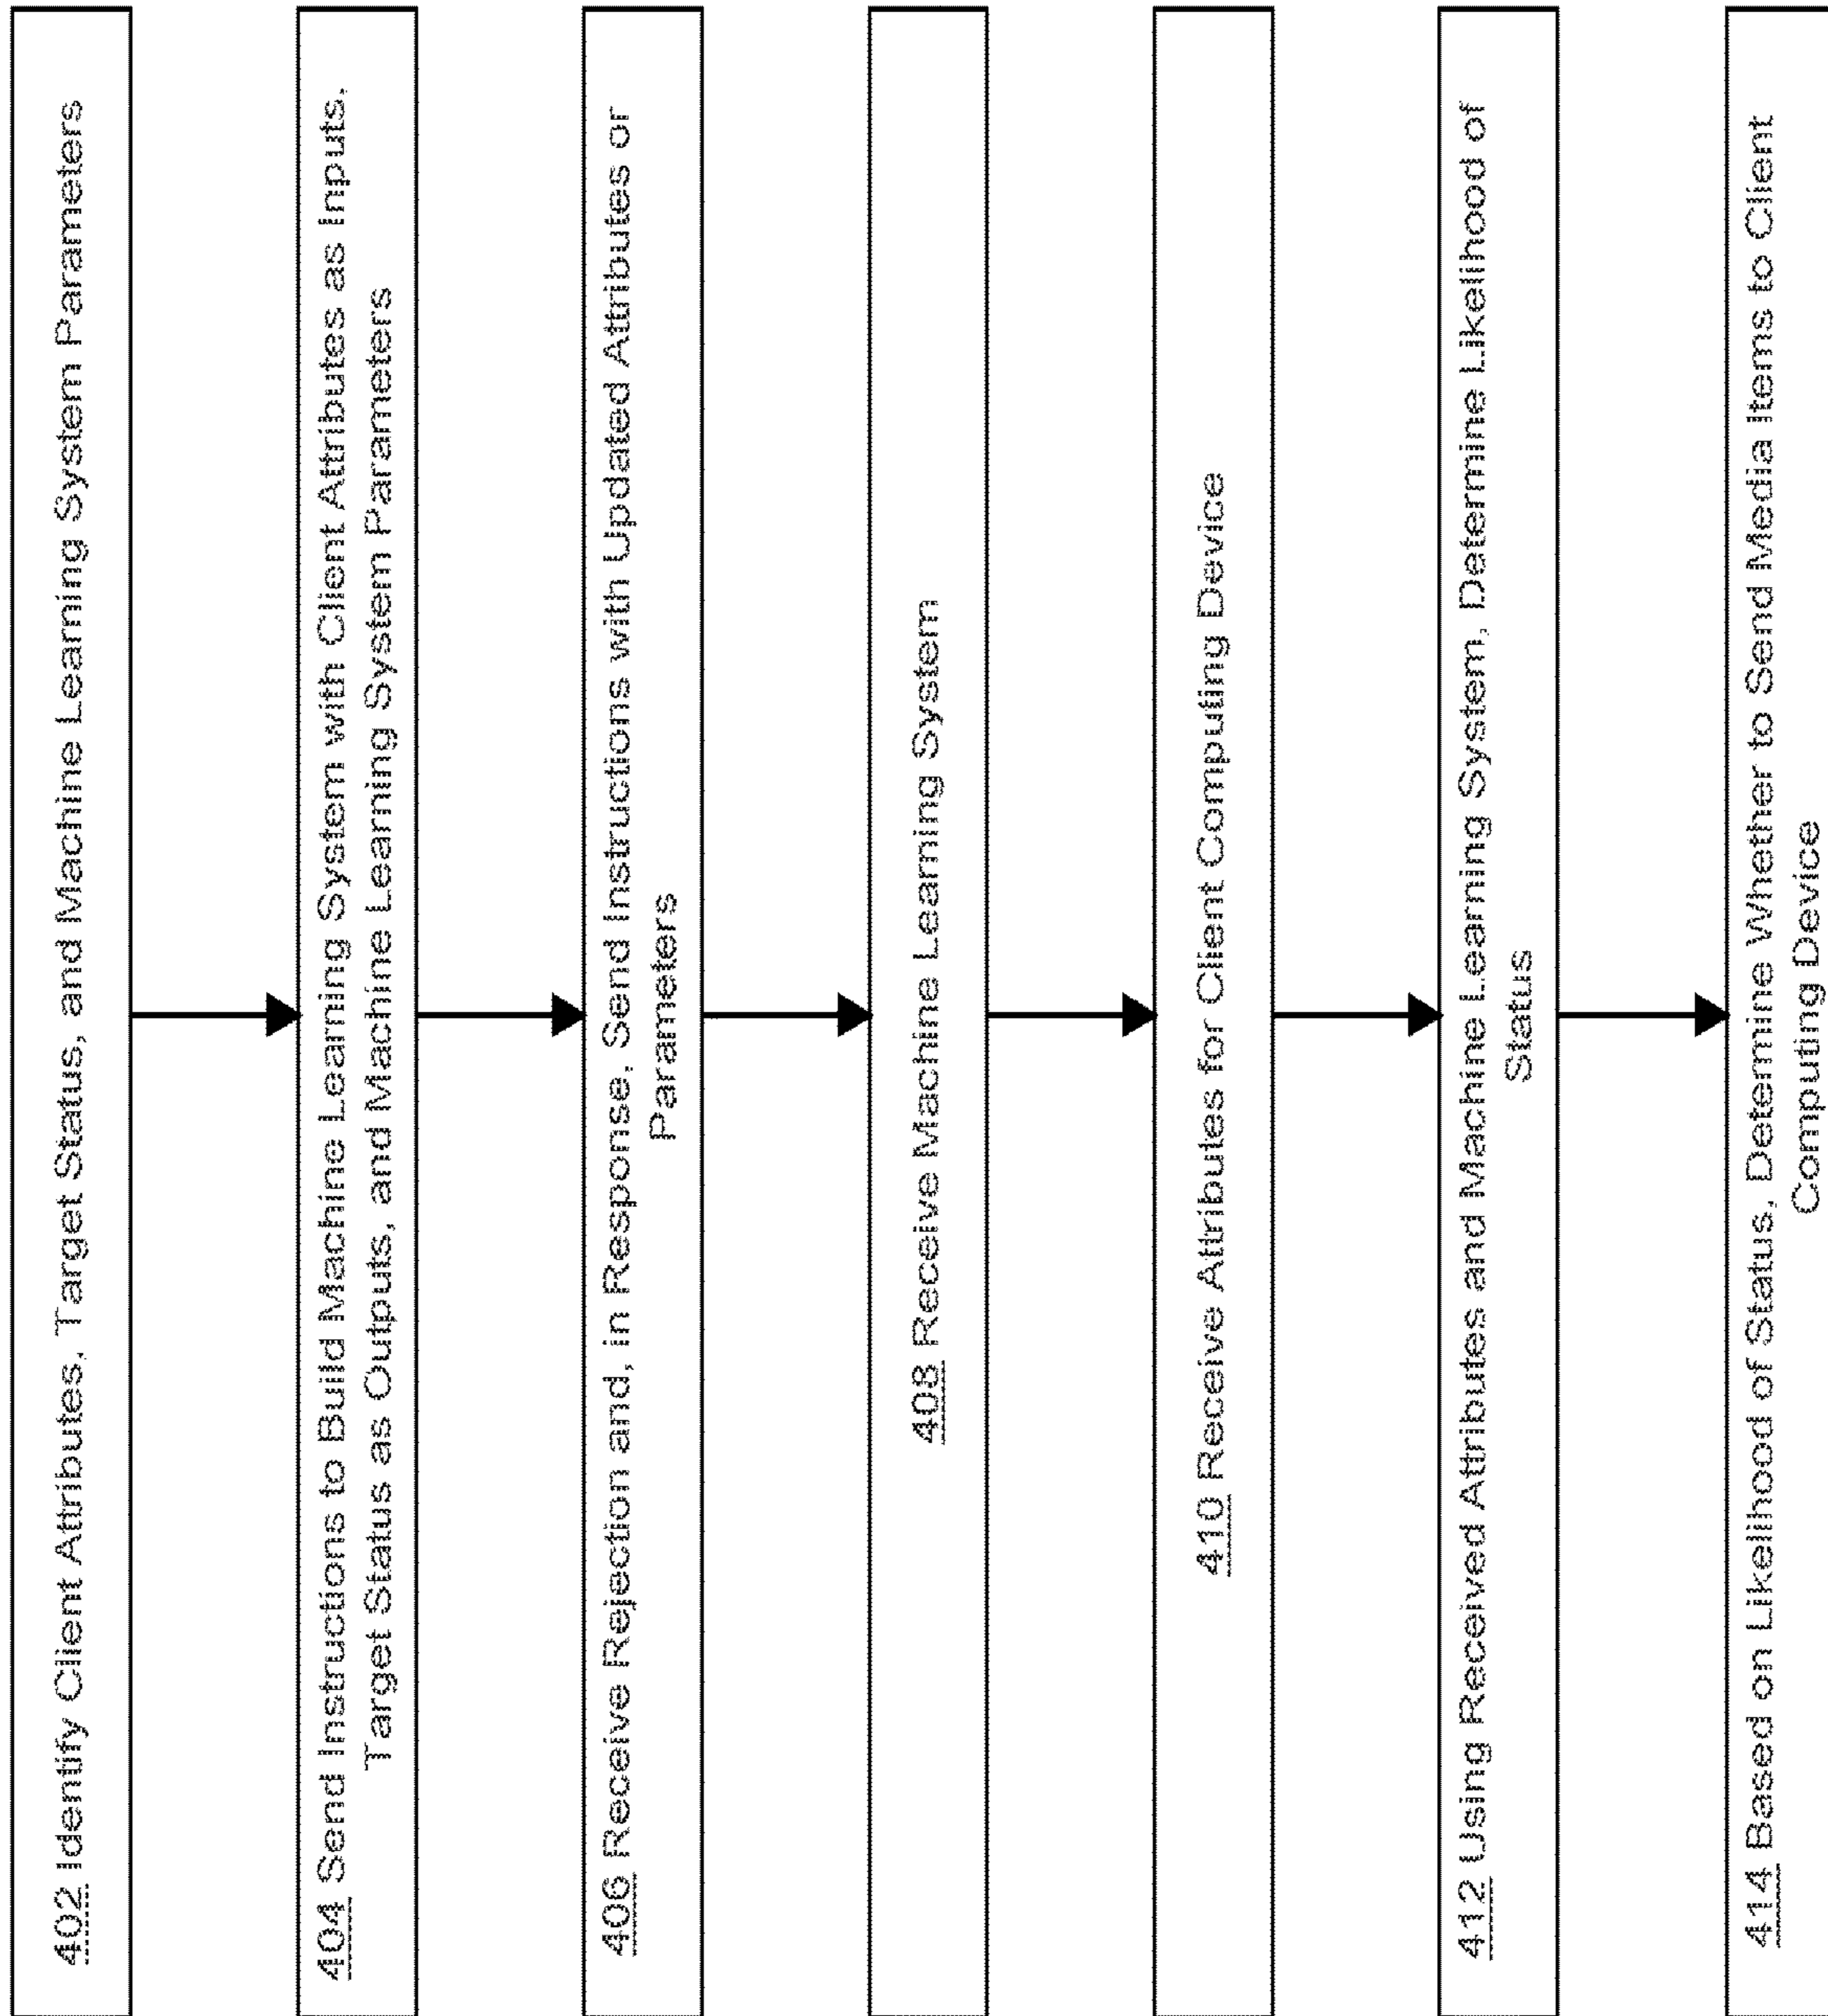 402 Identify Client Attributes, Target Status, and Machine Learning System Parameters
404 Send Instructions to Build Machine Learning System with Client Attributes as Inputs,
Target Status as Outputs, and Machine Learning System Parameters
406 Receive Rejection and, in Response, Send Instructions with Updated Attributes or
Parameters
408 Receive Machine Learning System
410 Receive Attributes for Client Computing Device
412 Using Received Attributes and Machine Learning System, Determine Likelihood of
Status
414 Based on Likelihood of Status, Determine Whether to Send Media Items to Client
Computing Device